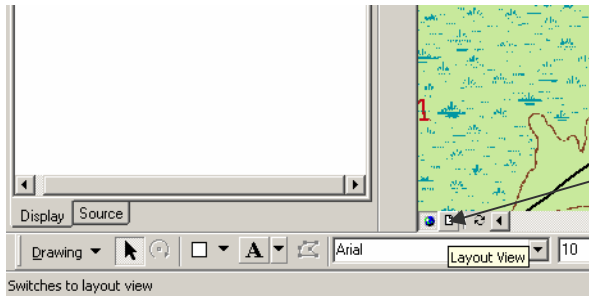 1
Display Source
Drawing A Arial 10
Layout View
Switches to layout view